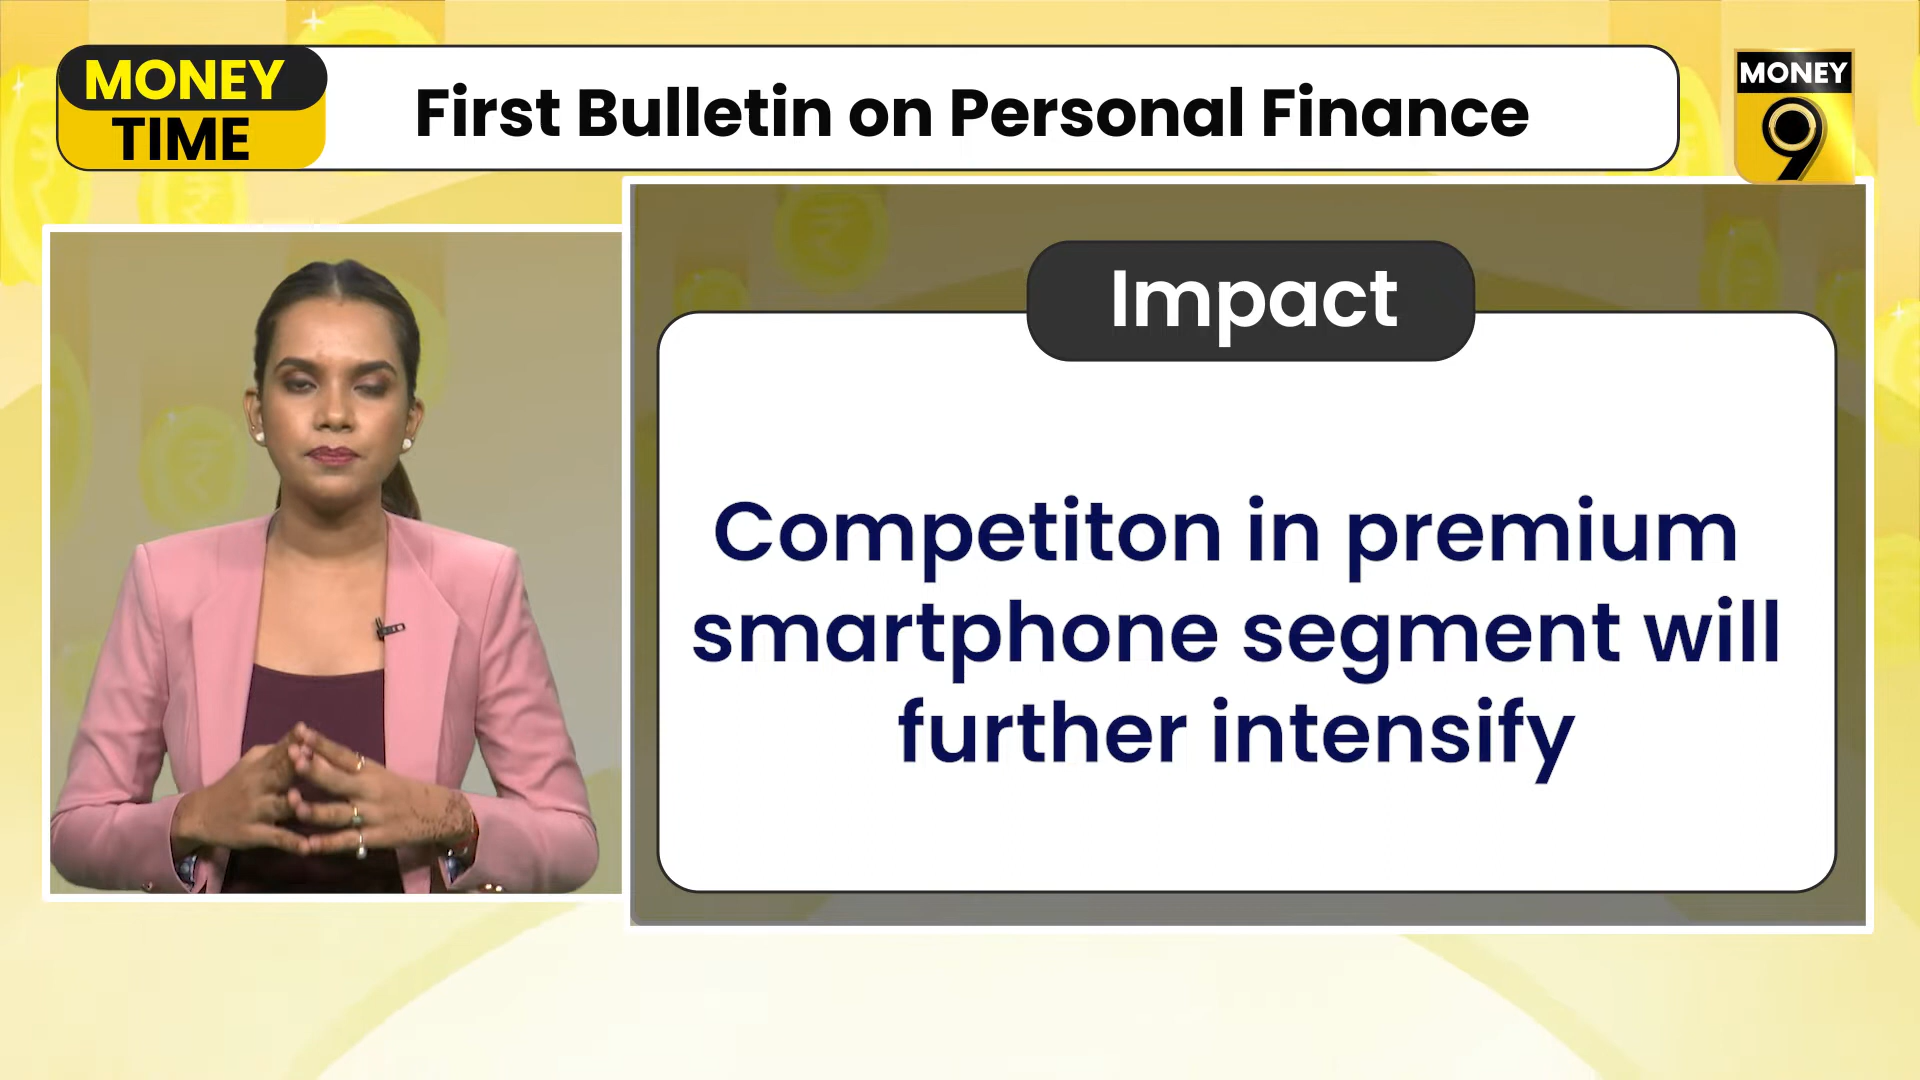 MONEY
TIME
First Bulletin on Personal Finance
MONEY
9
Impact
Competiton in premium
smartphone segment will
further intensify